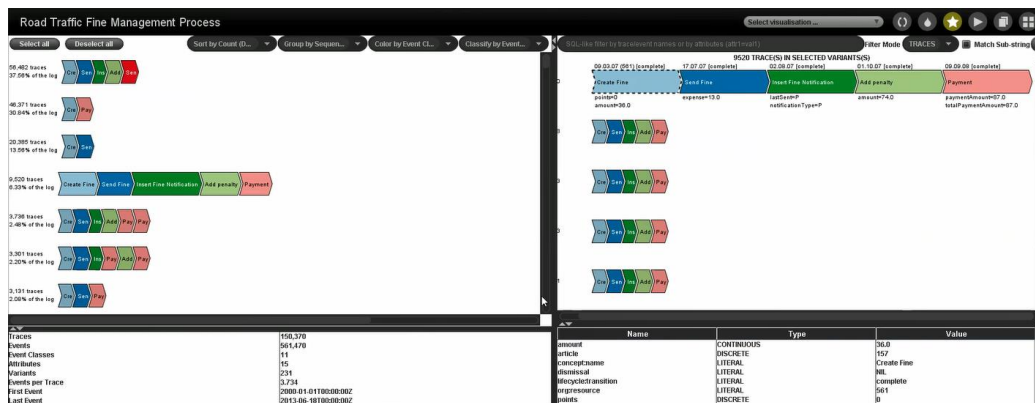 Road Traffic Fine Management Process
Select visualisation ...
Select all
Deselect all
Sort by Count (D...
Group by Sequen...
Color by Event Cl...
Classify by Event...
56,482 traces
37.56% of the log
Cre Sen Ins Add Sen
46,371 traces
30.84% of the log
Cre Pay
20,385 traces
13.56% of the log
Cre Sen
9,520 traces
6.33% of the log
Create Fine Send Fine Insert Fine Notification Add penalty Payment
3,736 traces
2.48% of the log
Cre Sen Ins Add Pay Pay
3,301 traces
2.20% of the log
Cre Sen Ins Pay Add Pay
3,131 traces
2.08% of the log
Cre Sen Pay
Traces 150,370
Events 561,470
Event Classes 11
Attributes 15
Variants 231
Events per Trace 3.734
First Event 2000-01-01T00:00:00Z
Last Event 2013-06-18T00:00:00Z
SQL-like filter by trace/event names or by attributes (attr1=val1)
Filter Mode TRACES Match Sub-string
9520 TRACE(S) IN SELECTED VARIANTS(S)
09.03.07 (561) [complete] 17.07.07 [complete] 02.08.07 [complete] 01.10.07 [complete] 09.09.08 [complete]
Create Fine Send Fine Insert Fine Notification Add penalty Payment
points=0 expense=13.0 lastSent=P amount=74.0 paymentAmount=87.0
amount=36.0 notificationType=P totalPaymentAmount=87.0
Cre Sen Ins Add Pay
Cre Sen Ins Add Pay
Cre Sen Ins Add Pay
Cre Sen Ins Add Pay
Name Type Value
amount CONTINUOUS 36.0
article DISCRETE 157
concept:name LITERAL Create Fine
dismissal LITERAL NIL
lifecycle:transition LITERAL complete
org:resource LITERAL 561
points DISCRETE 0